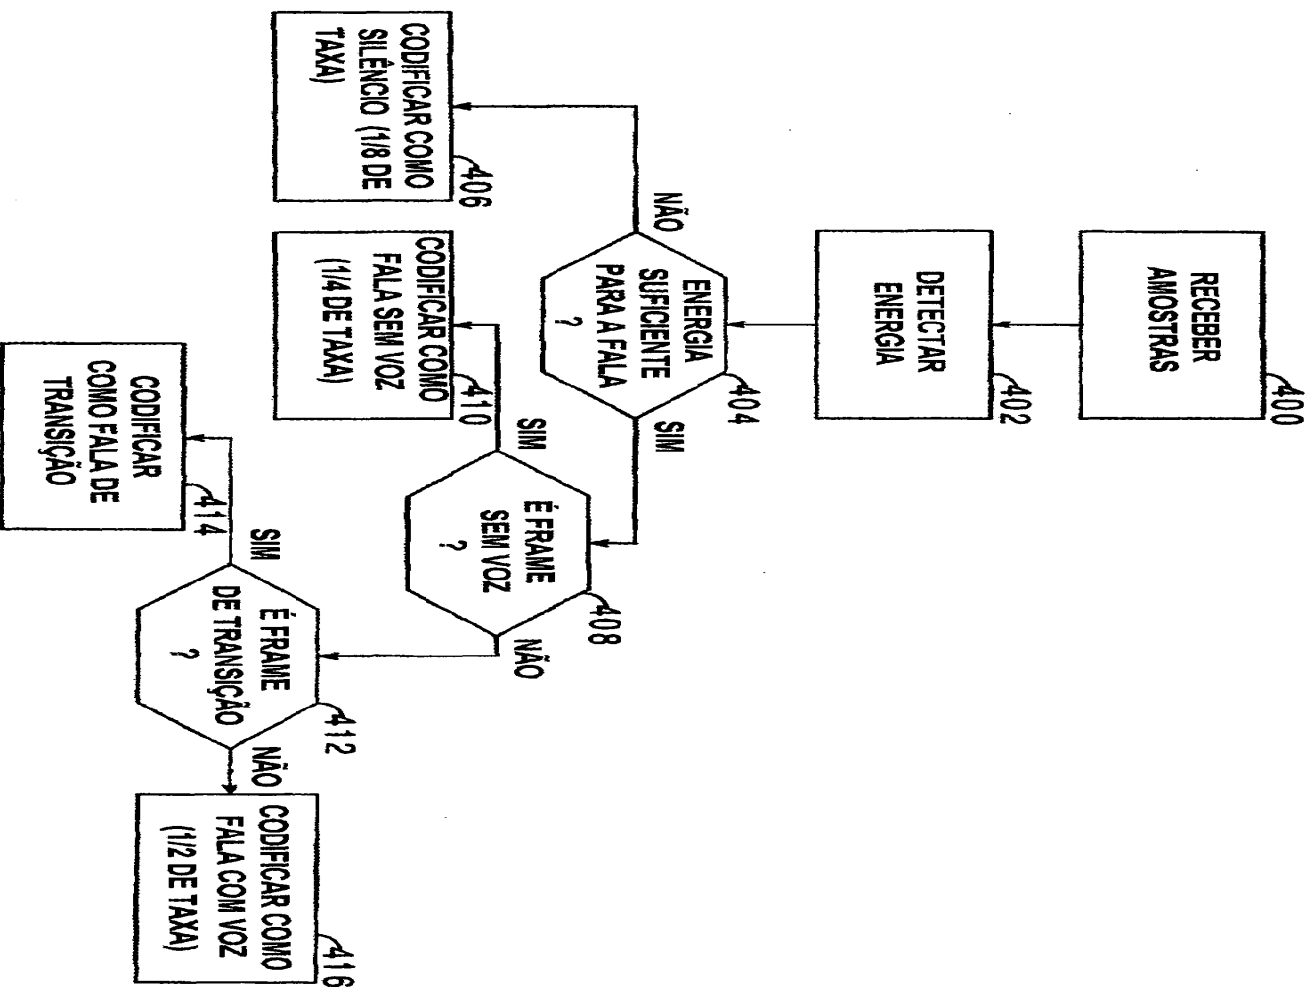 RECEBER
AMOSTRAS
400
DETECTAR
ENERGIA
402
ENERGIA
SUFICIENTE
PARA A FALA
?
404
NÃO
SIM
CODIFICAR COMO
SILÊNCIO (1/8 DE
TAXA)
406
É FRAME
SEM VOZ
?
408
SIM
NÃO
CODIFICAR COMO
FALA SEM VOZ
(1/4 DE TAXA)
410
É FRAME
DE TRANSIÇÃO
?
412
SIM
NÃO
CODIFICAR
COMO FALA DE
TRANSIÇÃO
414
CODIFICAR COMO
FALA COM VOZ
(1/2 DE TAXA)
416